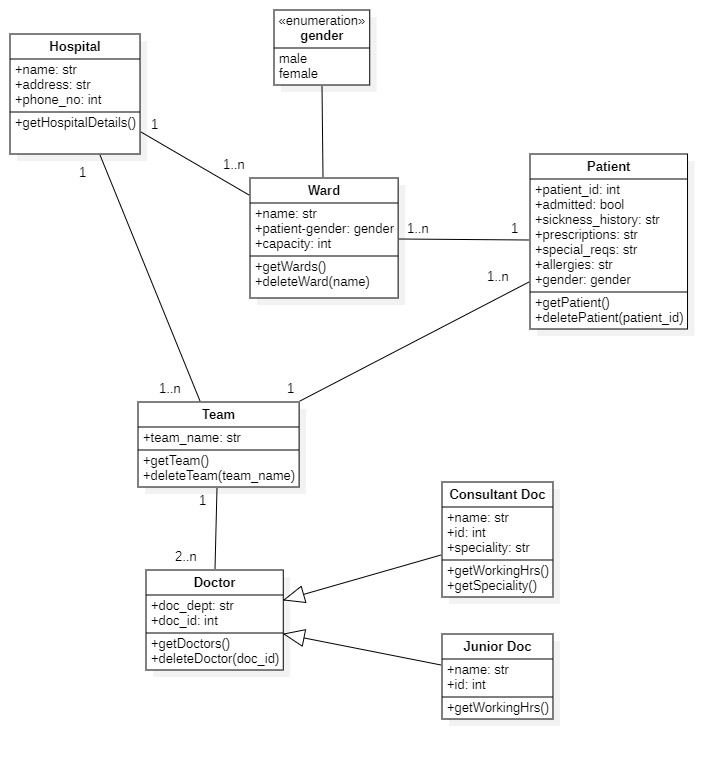 «enumeration»
gender
male
female
Hospital
+name: str
+address: str
+phone_no: int
+getHospitalDetails()
1
1..n
1
Ward
+name: str
+patient-gender: gender
+capacity: int
+getWards()
+deleteWard(name)
1..n
1
Patient
+patient_id: int
+admitted: bool
+sickness_history: str
+prescriptions: str
+special_reqs: str
+allergies: str
+gender: gender
+getPatient()
+deletePatient(patient_id)
1..n
1..n
1
Team
+team_name: str
+getTeam()
+deleteTeam(team_name)
1
2..n
Doctor
+doc_dept: str
+doc_id: int
+getDoctors()
+deleteDoctor(doc_id)
Consultant Doc
+name: str
+id: int
+speciality: str
+getWorkingHrs()
+getSpeciality()
Junior Doc
+name: str
+id: int
+getWorkingHrs()